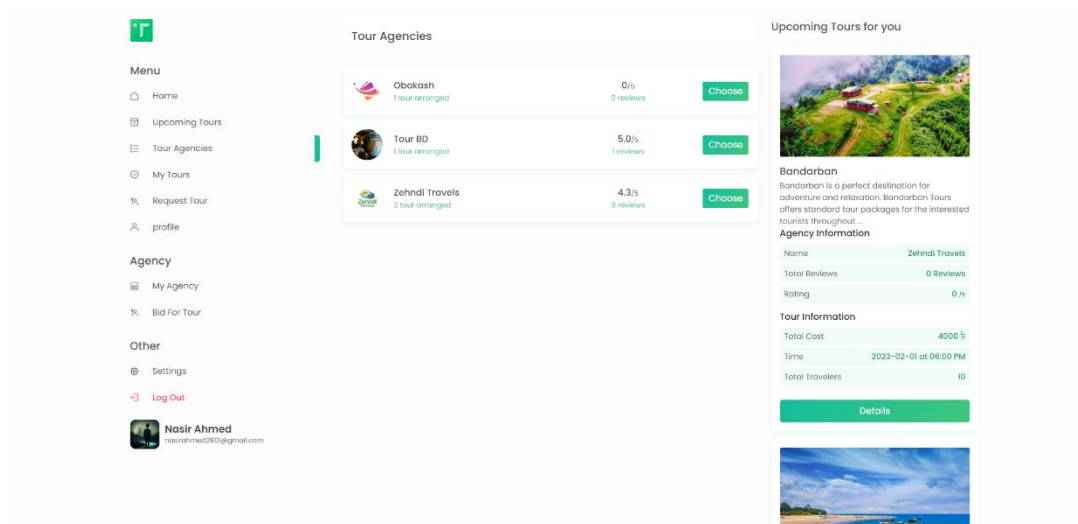 T
Menu
Home
Upcoming Tours
Tour Agencies
My Tours
Request Tour
profile
Agency
My Agency
Bid For Tour
Other
Settings
Log Out
Nasir Ahmed
nasirahmed2801@gmail.com
Tour Agencies
Obokash
1 tour arranged
0/5
0 reviews
Choose
Tour BD
1 tour arranged
5.0/5
1 reviews
Choose
Zehndi
TRAVEL
Zehndi Travels
2 tour arranged
4.3/5
3 reviews
Choose
Upcoming Tours for you
Bandarban
Bandarban is a perfect destination for
adventure and relaxation. Bandarban Tours
offers standard tour packages for the interested
tourists throughout ...
Agency Information
Name Zehndi Travels
Total Reviews 0 Reviews
Rating 0 /5
Tour Information
Total Cost 4000 ৳
Time 2023-02-01 at 06:00 PM
Total Travelers 10
Details